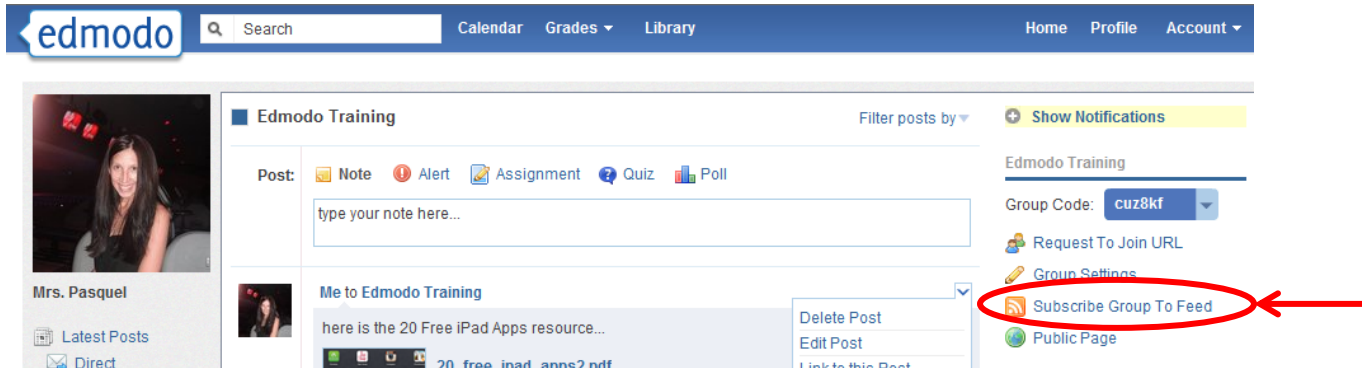 edmodo
Search
Calendar Grades Library
Home Profile Account
Edmodo Training
Filter posts by
Post: Note Alert Assignment Quiz Poll
type your note here...
Mrs. Pasquel
Latest Posts
Direct
Me to Edmodo Training
here is the 20 Free iPad Apps resource...
20_free_ipad_apps2.pdf
Delete Post
Edit Post
Link to this Post
Show Notifications
Edmodo Training
Group Code: cuz8kf
Request To Join URL
Group Settings
Subscribe Group To Feed
Public Page